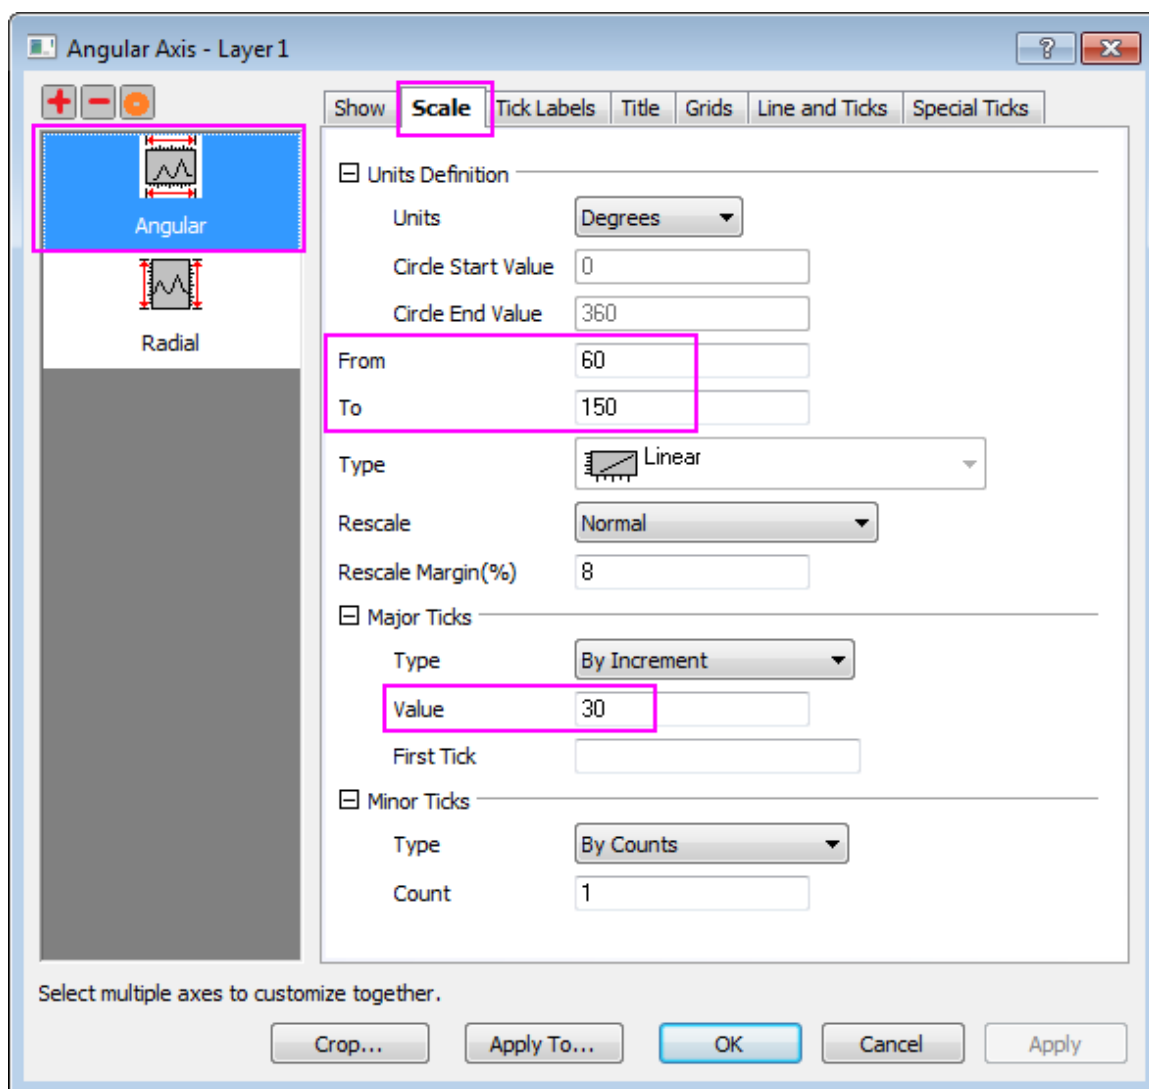 Angular Axis - Layer 1
Show Scale Tick Labels Title Grids Line and Ticks Special Ticks
Angular
Radial
Units Definition
Units Degrees
Circle Start Value 0
Circle End Value 360
From 60
To 150
Type Linear
Rescale Normal
Rescale Margin(%) 8
Major Ticks
Type By Increment
Value 30
First Tick
Minor Ticks
Type By Counts
Count 1
Select multiple axes to customize together.
Crop... Apply To... OK Cancel Apply